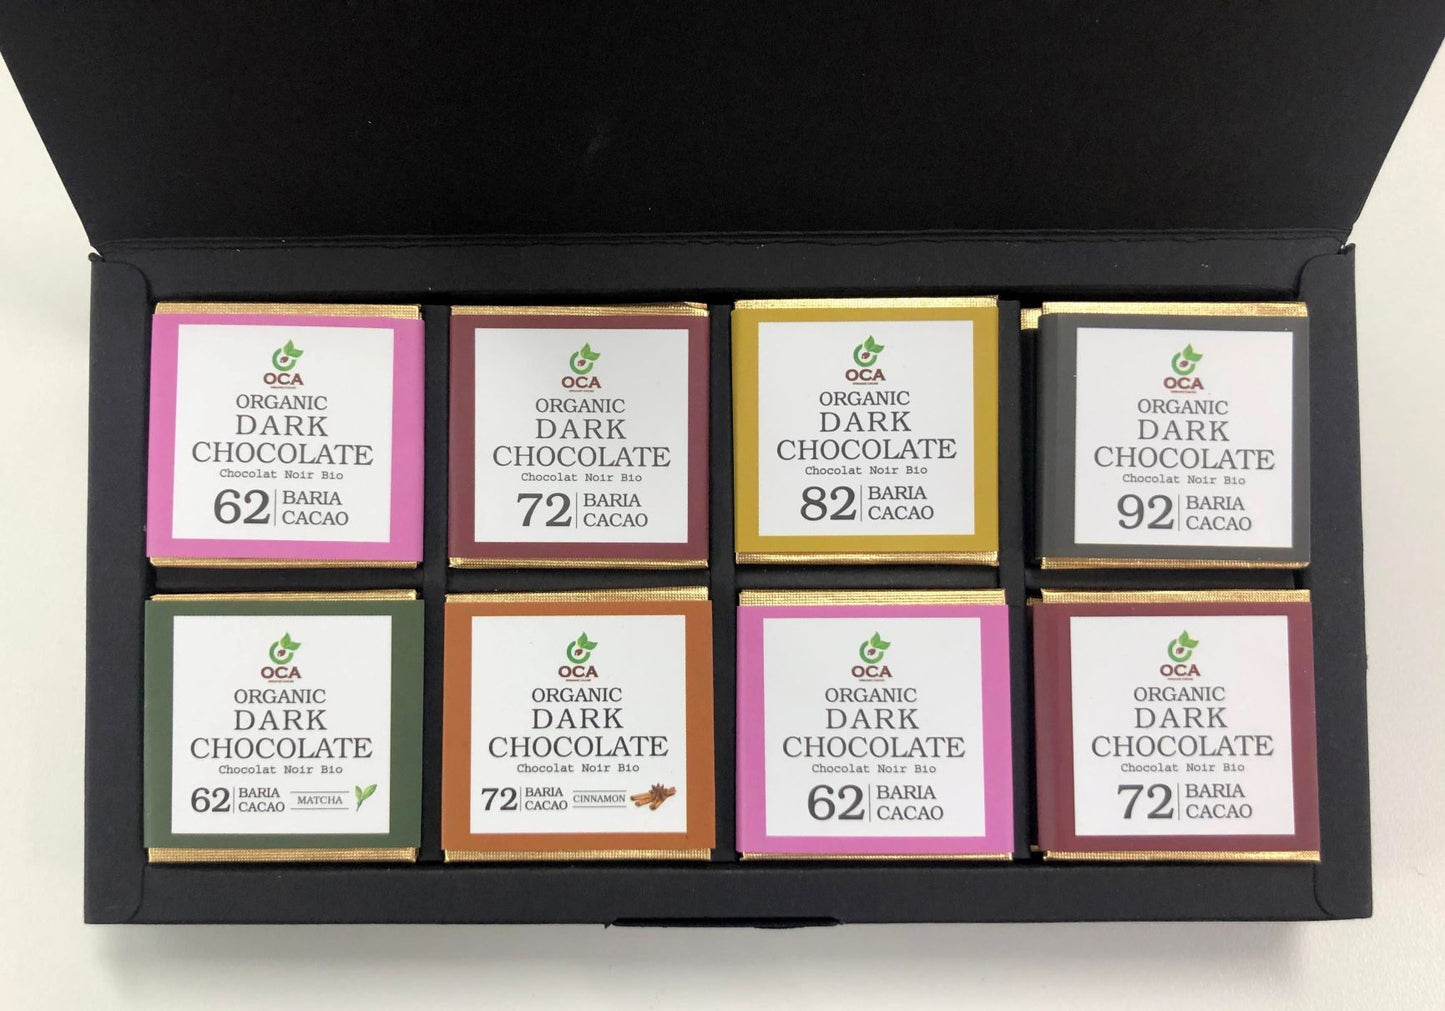 OCA
ORGANIC
DARK
CHOCOLATE
Chocolat Noir Bio
62 BARIA
CACAO
OCA
ORGANIC
DARK
CHOCOLATE
Chocolat Noir Bio
72 BARIA
CACAO
OCA
ORGANIC
DARK
CHOCOLATE
Chocolat Noir Bio
82 BARIA
CACAO
OCA
ORGANIC
DARK
CHOCOLATE
Chocolat Noir Bio
92 BARIA
CACAO
OCA
ORGANIC
DARK
CHOCOLATE
Chocolat Noir Bio
62 BARIA
CACAO
MATCHA
OCA
ORGANIC
DARK
CHOCOLATE
Chocolat Noir Bio
72 BARIA
CACAO
CINNAMON
OCA
ORGANIC
DARK
CHOCOLATE
Chocolat Noir Bio
62 BARIA
CACAO
OCA
ORGANIC
DARK
CHOCOLATE
Chocolat Noir Bio
72 BARIA
CACAO